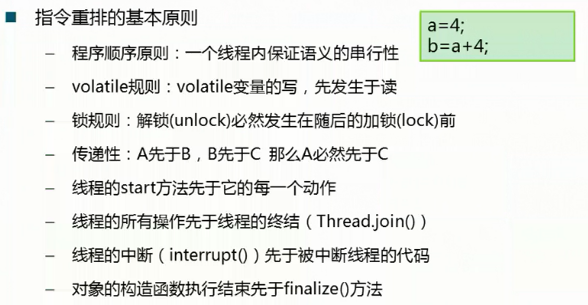 指令重排的基本原则
a=4;
b=a+4;
– 程序顺序原则：一个线程内保证语义的串行性
– volatile规则：volatile变量的写，先发生于读
– 锁规则：解锁(unlock)必然发生在随后的加锁(lock)前
– 传递性：A先于B，B先于C 那么A必然先于C
– 线程的start方法先于它的每一个动作
– 线程的所有操作先于线程的终结（Thread.join()）
– 线程的中断（interrupt()）先于被中断线程的代码
– 对象的构造函数执行结束先于finalize()方法